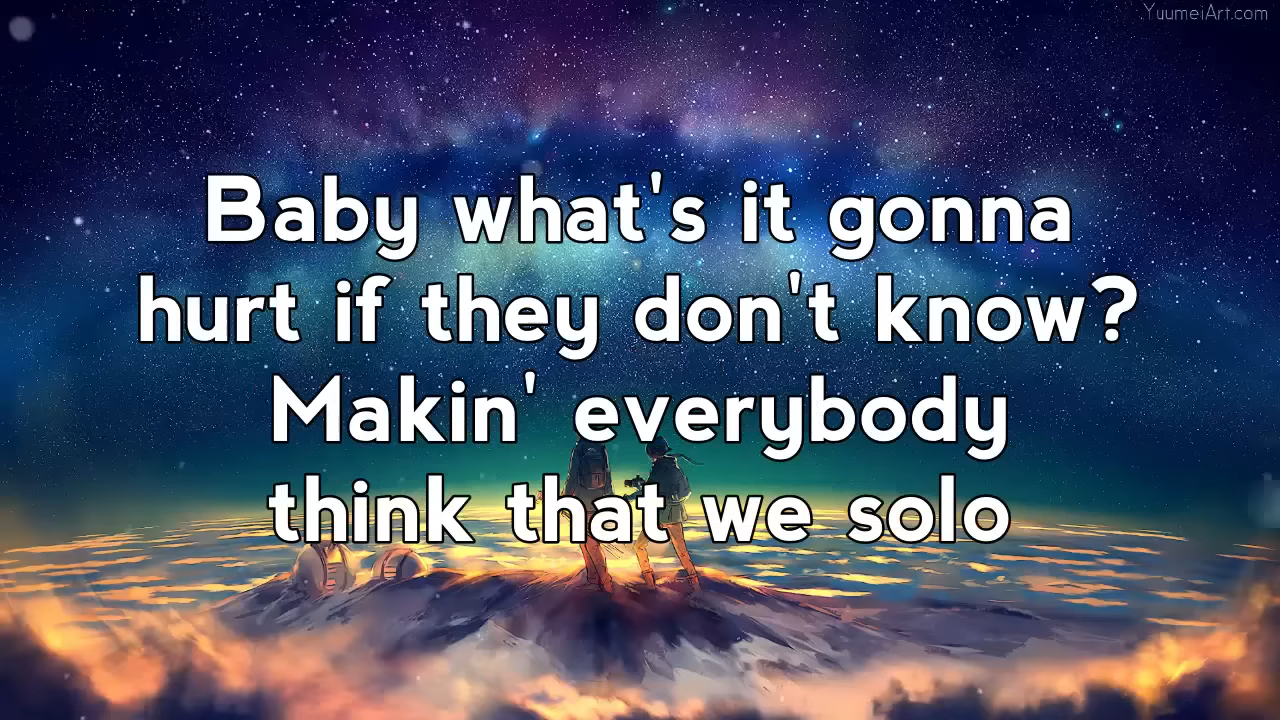 YuumeiArt.com
Baby what's it gonna
hurt if they don't know?
Makin' everybody
think that we solo